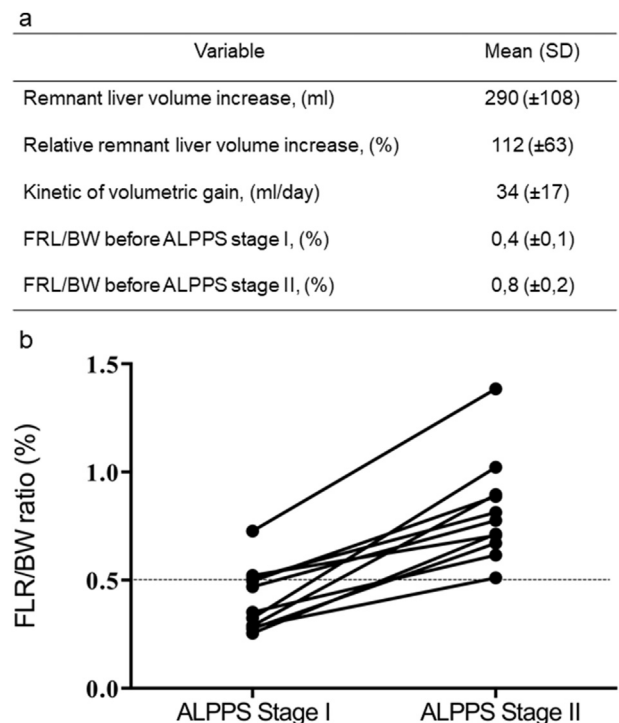 a
Variable Mean (SD)
Remnant liver volume increase, (ml) 290 (±108)
Relative remnant liver volume increase, (%) 112 (±63)
Kinetic of volumetric gain, (ml/day) 34 (±17)
FRL/BW before ALPPS stage I, (%) 0,4 (±0,1)
FRL/BW before ALPPS stage II, (%) 0,8 (±0,2)
b
FLR/BW ratio (%)
1.5
1.0
0.5
0.0
ALPPS Stage I ALPPS Stage II